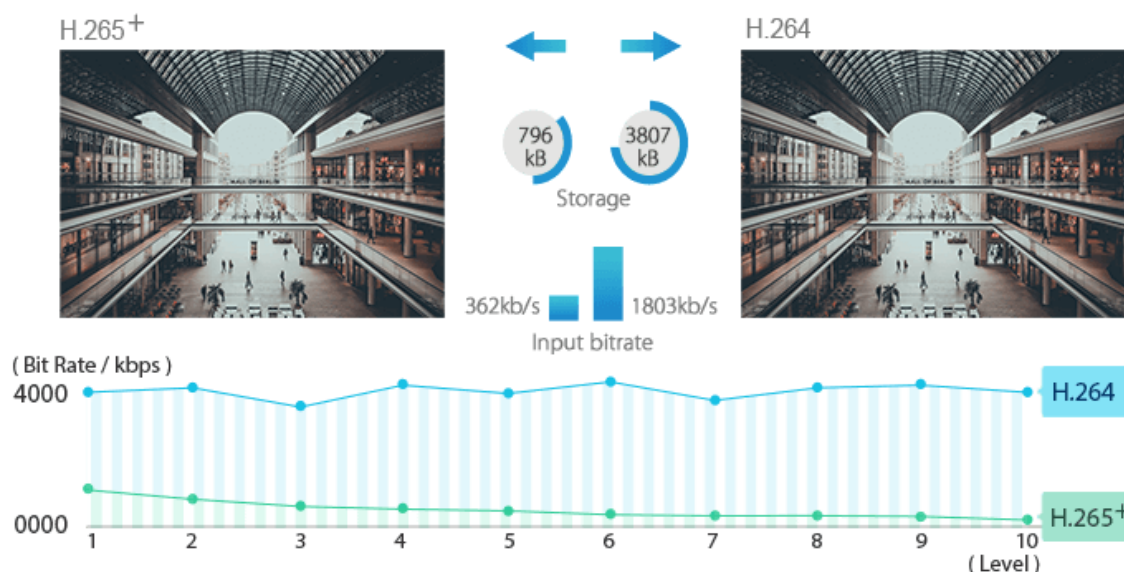 H.265+
H.264
796
kB
3807
kB
Storage
362kb/s
1803kb/s
Input bitrate
( Bit Rate / kbps )
4000
H.264
0000
H.265+
1 2 3 4 5 6 7 8 9 10
( Level )